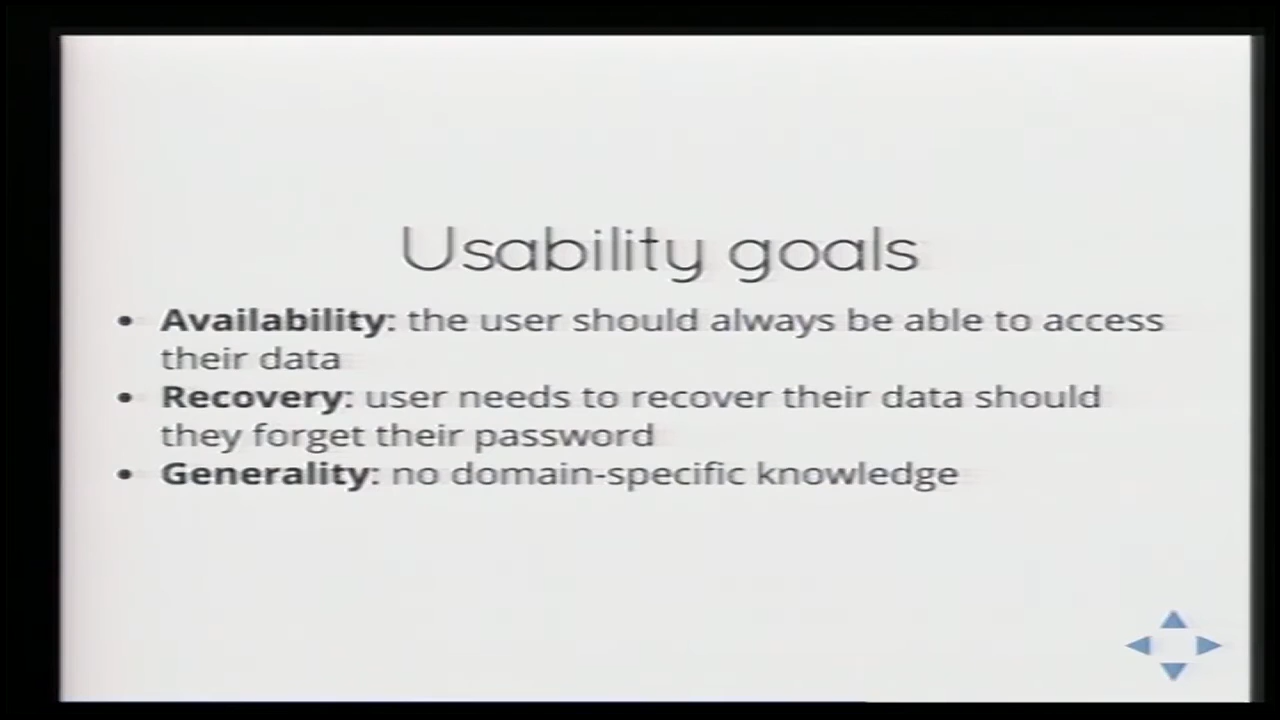 Usability goals
• Availability: the user should always be able to access
their data
• Recovery: user needs to recover their data should
they forget their password
• Generality: no domain-specific knowledge